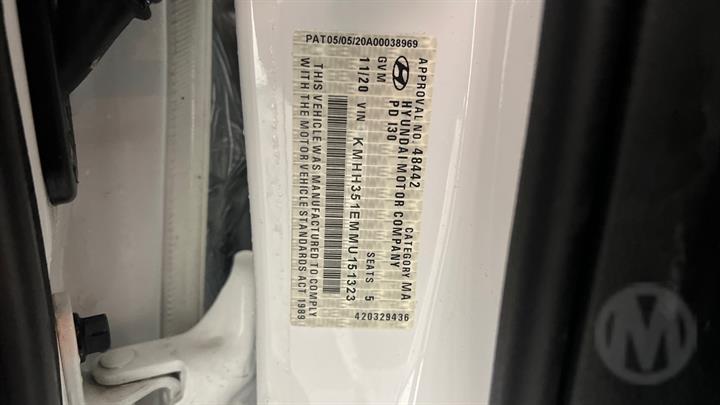 PAT05/05/20A00038969
APPROVAL NO. 48442 CATEGORY MA
HYUNDAI MOTOR COMPANY
PD I30
GVM
11/20 VIN KMHH351EMMU151323
SEATS 5
THIS VEHICLE WAS MANUFACTURED TO COMPLY
WITH THE MOTOR VEHICLE STANDARDS ACT 1989
420329436
M